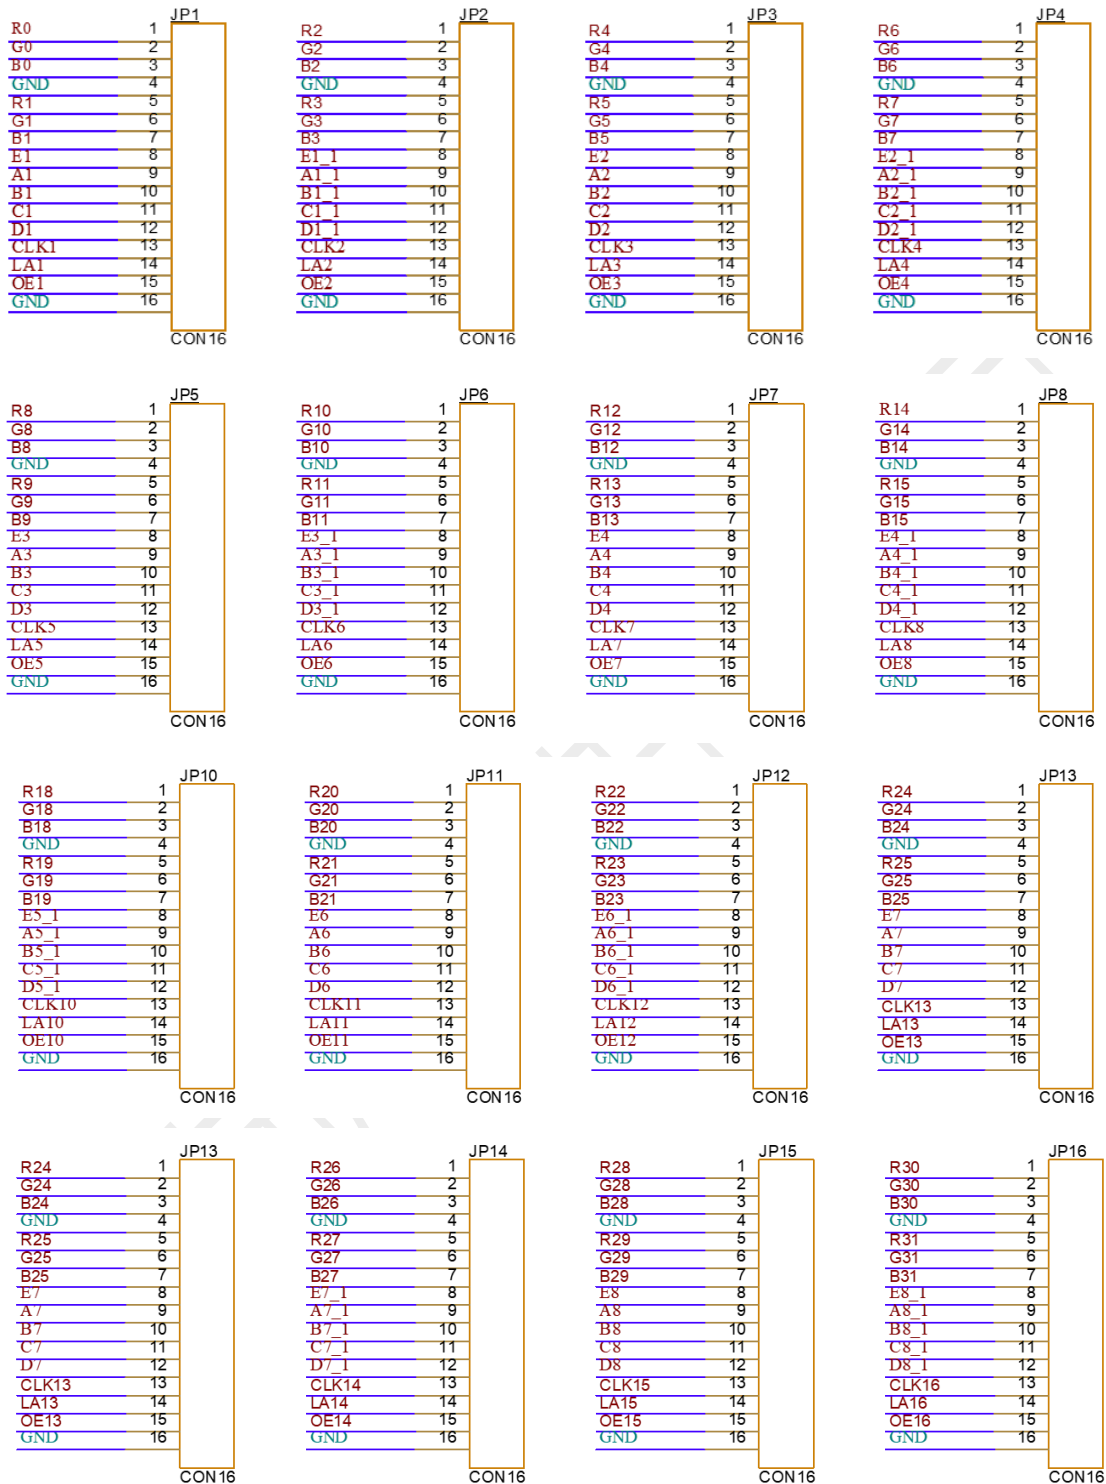 JP1
R0 1
G0 2
B0 3
GND 4
R1 5
G1 6
B1 7
E1 8
A1 9
B1 10
C1 11
D1 12
CLK1 13
LA1 14
OE1 15
GND 16
CON16
JP2
R2 1
G2 2
B2 3
GND 4
R3 5
G3 6
B3 7
E1_1 8
A1_1 9
B1_1 10
C1_1 11
D1_1 12
CLK2 13
LA2 14
OE2 15
GND 16
CON16
JP3
R4 1
G4 2
B4 3
GND 4
R5 5
G5 6
B5 7
E2 8
A2 9
B2 10
C2 11
D2 12
CLK3 13
LA3 14
OE3 15
GND 16
CON16
JP4
R6 1
G6 2
B6 3
GND 4
R7 5
G7 6
B7 7
E2_1 8
A2_1 9
B2_1 10
C2_1 11
D2_1 12
CLK4 13
LA4 14
OE4 15
GND 16
CON16
JP5
R8 1
G8 2
B8 3
GND 4
R9 5
G9 6
B9 7
E3 8
A3 9
B3 10
C3 11
D3 12
CLK5 13
LA5 14
OE5 15
GND 16
CON16
JP6
R10 1
G10 2
B10 3
GND 4
R11 5
G11 6
B11 7
E3_1 8
A3_1 9
B3_1 10
C3_1 11
D3_1 12
CLK6 13
LA6 14
OE6 15
GND 16
CON16
JP7
R12 1
G12 2
B12 3
GND 4
R13 5
G13 6
B13 7
E4 8
A4 9
B4 10
C4 11
D4 12
CLK7 13
LA7 14
OE7 15
GND 16
CON16
JP8
R14 1
G14 2
B14 3
GND 4
R15 5
G15 6
B15 7
E4_1 8
A4_1 9
B4_1 10
C4_1 11
D4_1 12
CLK8 13
LA8 14
OE8 15
GND 16
CON16
JP10
R18 1
G18 2
B18 3
GND 4
R19 5
G19 6
B19 7
E5_1 8
A5_1 9
B5_1 10
C5_1 11
D5_1 12
CLK10 13
LA10 14
OE10 15
GND 16
CON16
JP11
R20 1
G20 2
B20 3
GND 4
R21 5
G21 6
B21 7
E6 8
A6 9
B6 10
C6 11
D6 12
CLK11 13
LA11 14
OE11 15
GND 16
CON16
JP12
R22 1
G22 2
B22 3
GND 4
R23 5
G23 6
B23 7
E6_1 8
A6_1 9
B6_1 10
C6_1 11
D6_1 12
CLK12 13
LA12 14
OE12 15
GND 16
CON16
JP13
R24 1
G24 2
B24 3
GND 4
R25 5
G25 6
B25 7
E7 8
A7 9
B7 10
C7 11
D7 12
CLK13 13
LA13 14
OE13 15
GND 16
CON16
JP13
R24 1
G24 2
B24 3
GND 4
R25 5
G25 6
B25 7
E7 8
A7 9
B7 10
C7 11
D7 12
CLK13 13
LA13 14
OE13 15
GND 16
CON16
JP14
R26 1
G26 2
B26 3
GND 4
R27 5
G27 6
B27 7
E7_1 8
A7_1 9
B7_1 10
C7_1 11
D7_1 12
CLK14 13
LA14 14
OE14 15
GND 16
CON16
JP15
R28 1
G28 2
B28 3
GND 4
R29 5
G29 6
B29 7
E8 8
A8 9
B8 10
C8 11
D8 12
CLK15 13
LA15 14
OE15 15
GND 16
CON16
JP16
R30 1
G30 2
B30 3
GND 4
R31 5
G31 6
B31 7
E8_1 8
A8_1 9
B8_1 10
C8_1 11
D8_1 12
CLK16 13
LA16 14
OE16 15
GND 16
CON16